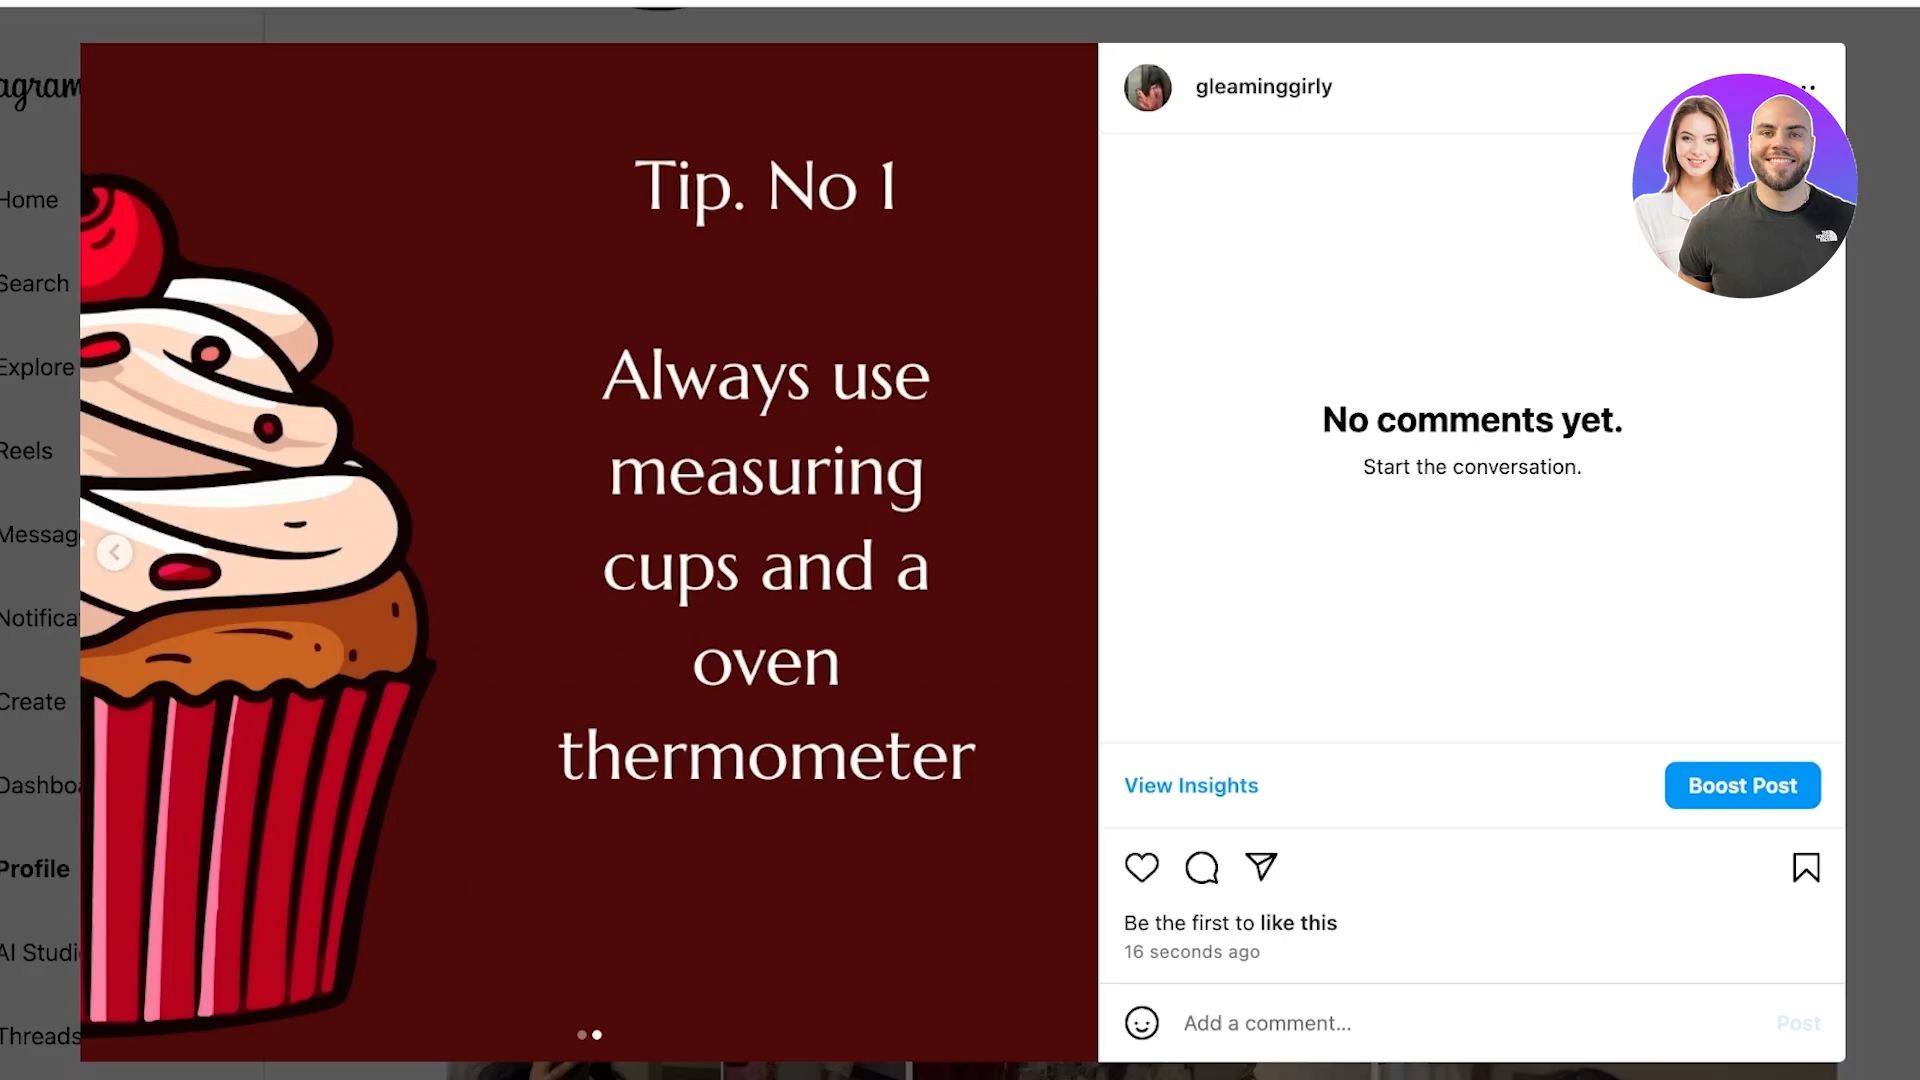 agram
Home
Search
Explore
Reels
Messag
Notifica
Create
Dashboa
Profile
AI Studi
Threads
Tip. No 1
Always use
measuring
cups and a
oven
thermometer
gleaminggirly
No comments yet.
Start the conversation.
View Insights
Boost Post
Be the first to like this
16 seconds ago
Add a comment...
Post